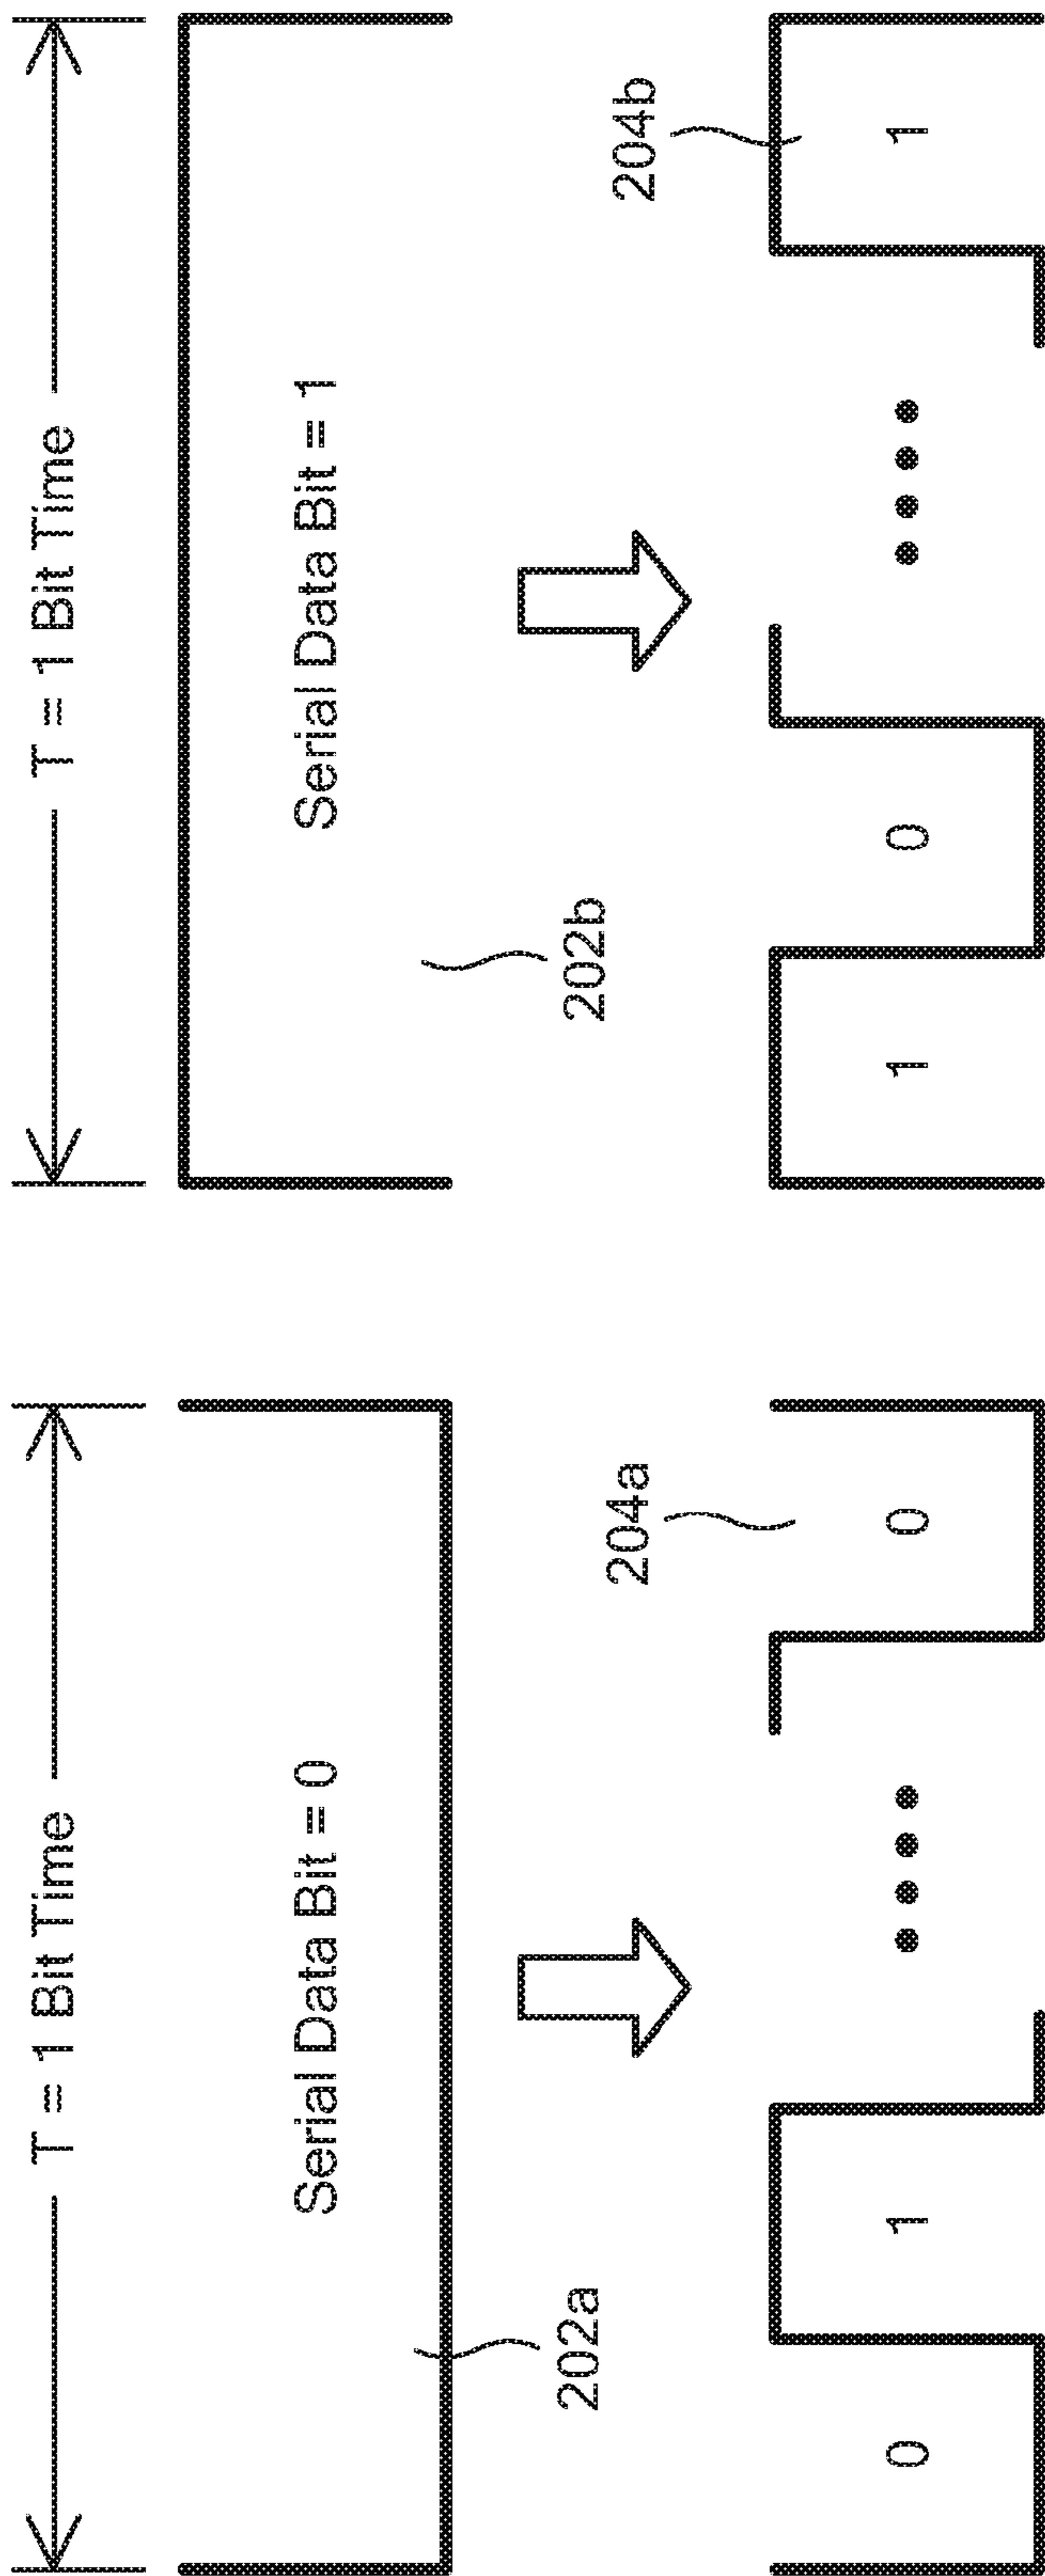 T = 1 Bit Time
Serial Data Bit = 0
202a
204a
0 1 0
T = 1 Bit Time
Serial Data Bit = 1
202b
204b
1 0 1